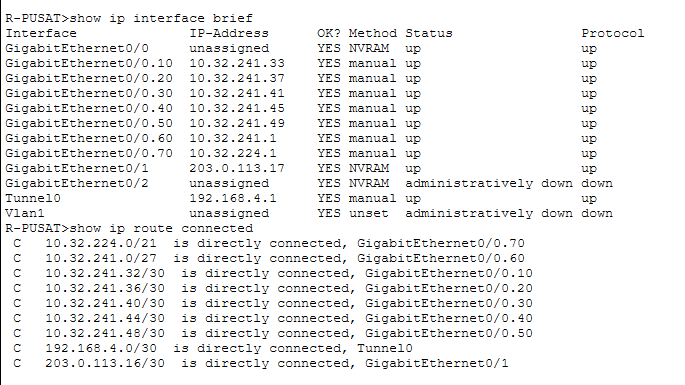 R-PUSAT>show ip interface brief
Interface              IP-Address      OK? Method Status                Protocol
GigabitEthernet0/0     unassigned      YES NVRAM  up                    up
GigabitEthernet0/0.10  10.32.241.33    YES manual up                    up
GigabitEthernet0/0.20  10.32.241.37    YES manual up                    up
GigabitEthernet0/0.30  10.32.241.41    YES manual up                    up
GigabitEthernet0/0.40  10.32.241.45    YES manual up                    up
GigabitEthernet0/0.50  10.32.241.49    YES manual up                    up
GigabitEthernet0/0.60  10.32.241.1     YES manual up                    up
GigabitEthernet0/0.70  10.32.224.1     YES manual up                    up
GigabitEthernet0/1     203.0.113.17    YES NVRAM  up                    up
GigabitEthernet0/2     unassigned      YES NVRAM  administratively down down
Tunnel0                192.168.4.1     YES manual up                    up
Vlan1                  unassigned      YES unset  administratively down down
R-PUSAT>show ip route connected
 C   10.32.224.0/21  is directly connected, GigabitEthernet0/0.70
 C   10.32.241.0/27  is directly connected, GigabitEthernet0/0.60
 C   10.32.241.32/30  is directly connected, GigabitEthernet0/0.10
 C   10.32.241.36/30  is directly connected, GigabitEthernet0/0.20
 C   10.32.241.40/30  is directly connected, GigabitEthernet0/0.30
 C   10.32.241.44/30  is directly connected, GigabitEthernet0/0.40
 C   10.32.241.48/30  is directly connected, GigabitEthernet0/0.50
 C   192.168.4.0/30  is directly connected, Tunnel0
 C   203.0.113.16/30  is directly connected, GigabitEthernet0/1